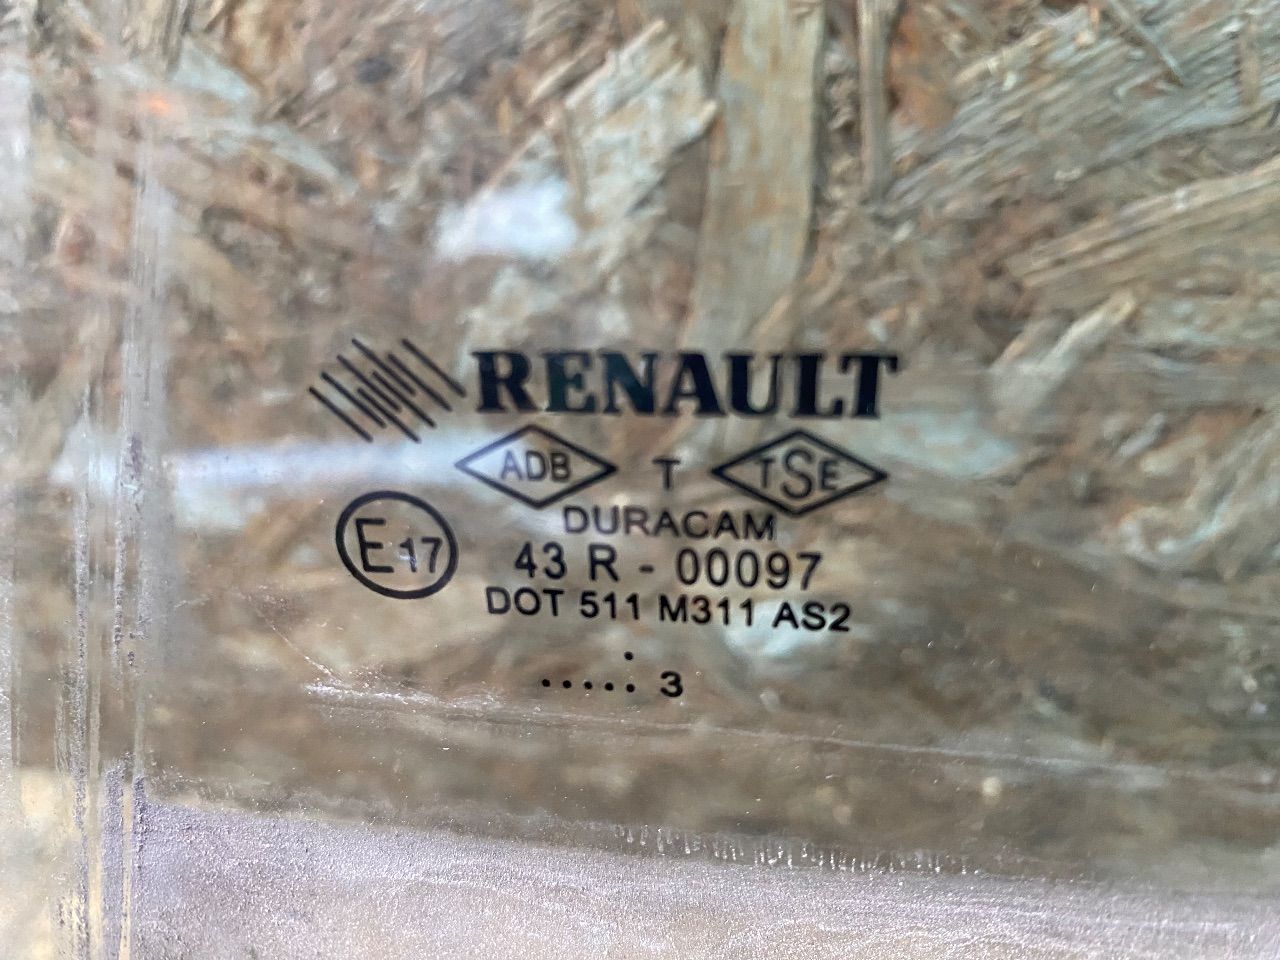 RENAULT
ADB T TSE
DURACAM
E17 43 R - 00097
DOT 511 M311 AS2
.
..... 3